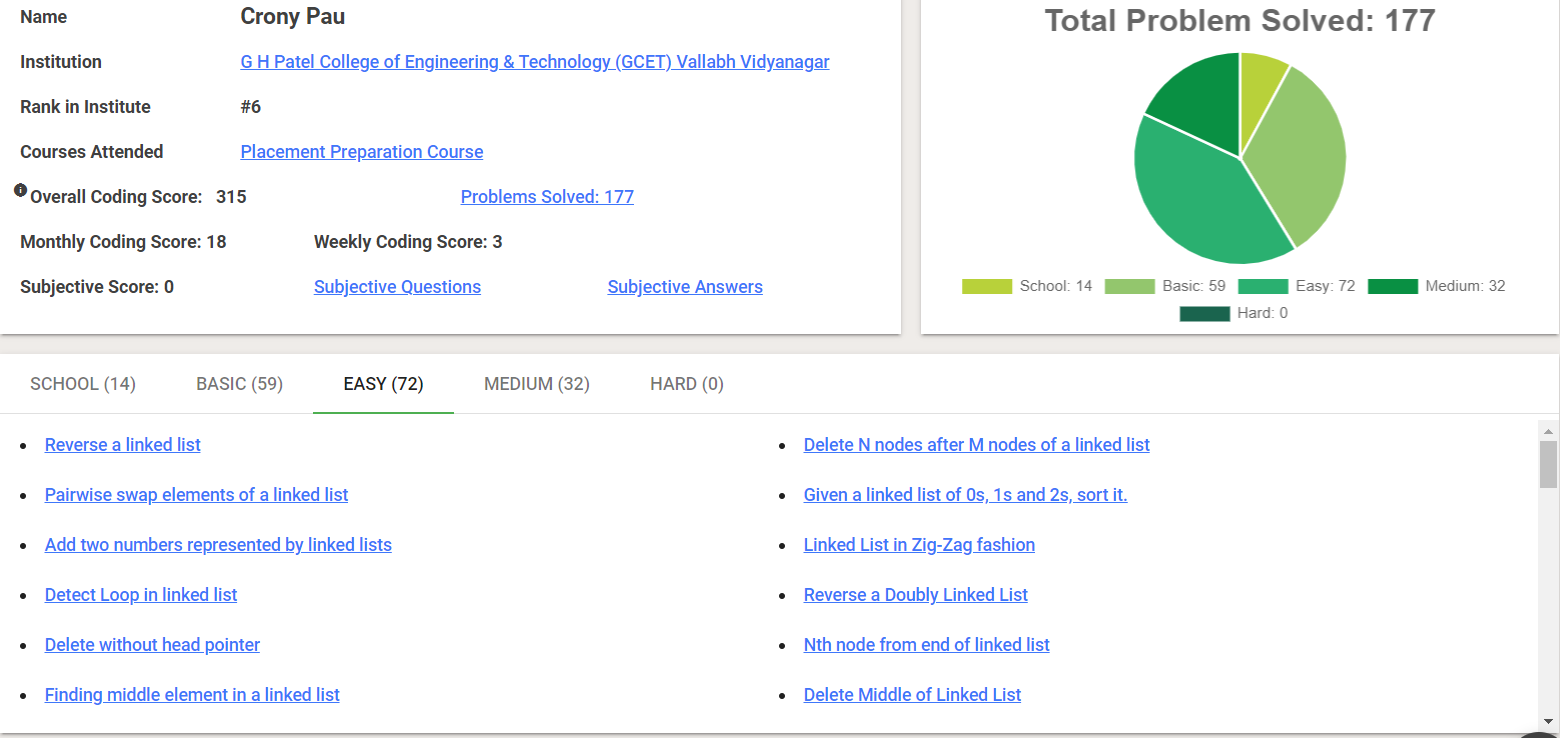 Name Crony Pau
Institution G H Patel College of Engineering & Technology (GCET) Vallabh Vidyanagar
Rank in Institute #6
Courses Attended Placement Preparation Course
Overall Coding Score: 315 Problems Solved: 177
Monthly Coding Score: 18 Weekly Coding Score: 3
Subjective Score: 0 Subjective Questions Subjective Answers
Total Problem Solved: 177
School: 14 Basic: 59 Easy: 72 Medium: 32
Hard: 0
SCHOOL (14) BASIC (59) EASY (72) MEDIUM (32) HARD (0)
Reverse a linked list Delete N nodes after M nodes of a linked list
Pairwise swap elements of a linked list Given a linked list of 0s, 1s and 2s, sort it.
Add two numbers represented by linked lists Linked List in Zig-Zag fashion
Detect Loop in linked list Reverse a Doubly Linked List
Delete without head pointer Nth node from end of linked list
Finding middle element in a linked list Delete Middle of Linked List